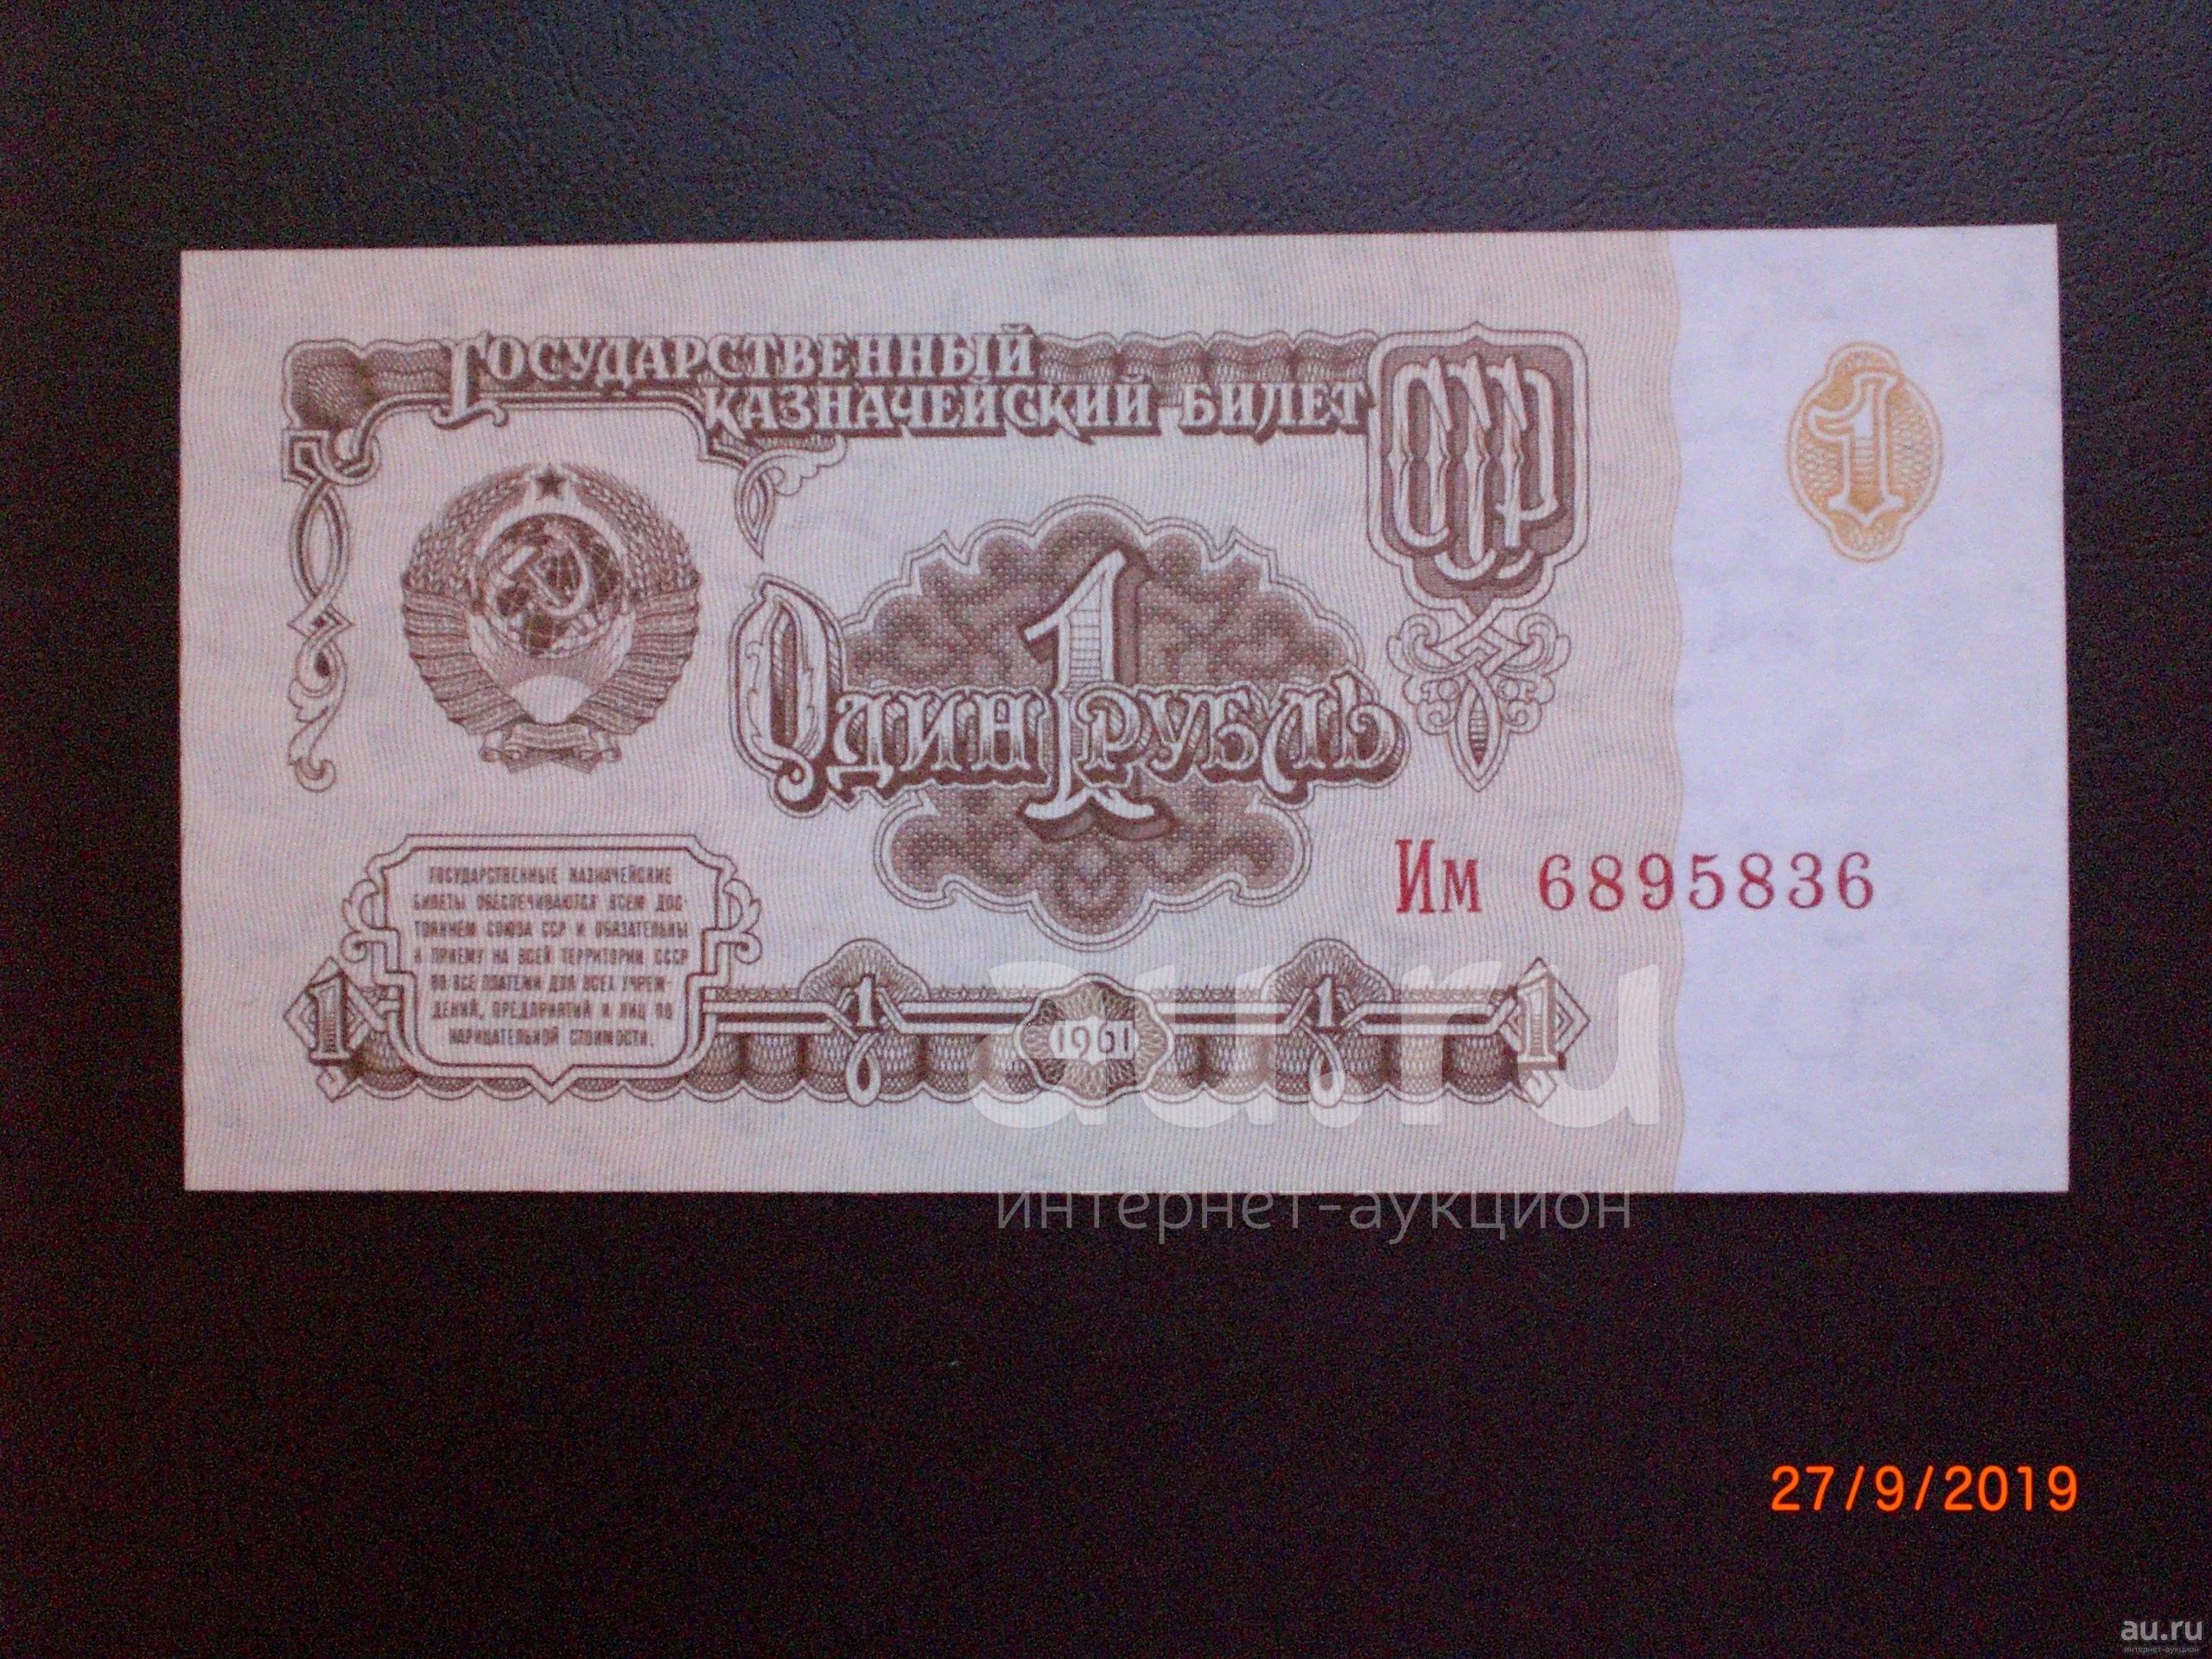 Государственный
казначейский билет
СССР
1
1
Один рубль
Государственные казначейские
билеты обеспечиваются всем дос-
тоянием Союза ССР и обязательны
к приему на всей территории СССР
во все платежи для всех учреж-
дений, предприятий и лиц по
нарицательной стоимости.
Им 6895836
1 1 1961 1 1
au.ru
интернет-аукцион
27/9/2019
au.ru
интернет-аукцион